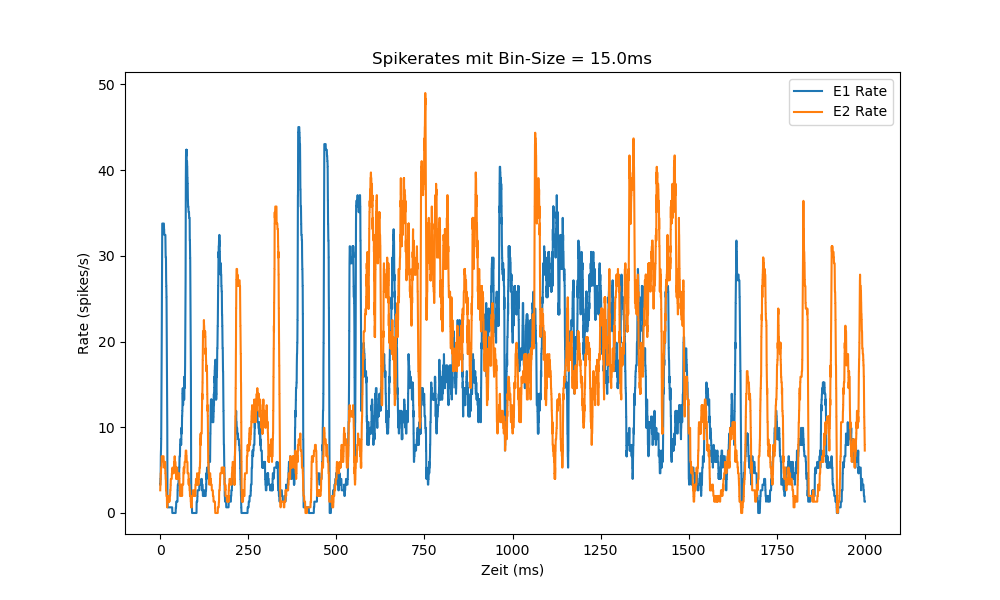 Spikerates mit Bin-Size = 15.0ms
E1 Rate
E2 Rate
50
40
30
20
10
0
Rate (spikes/s)
0 250 500 750 1000 1250 1500 1750 2000
Zeit (ms)